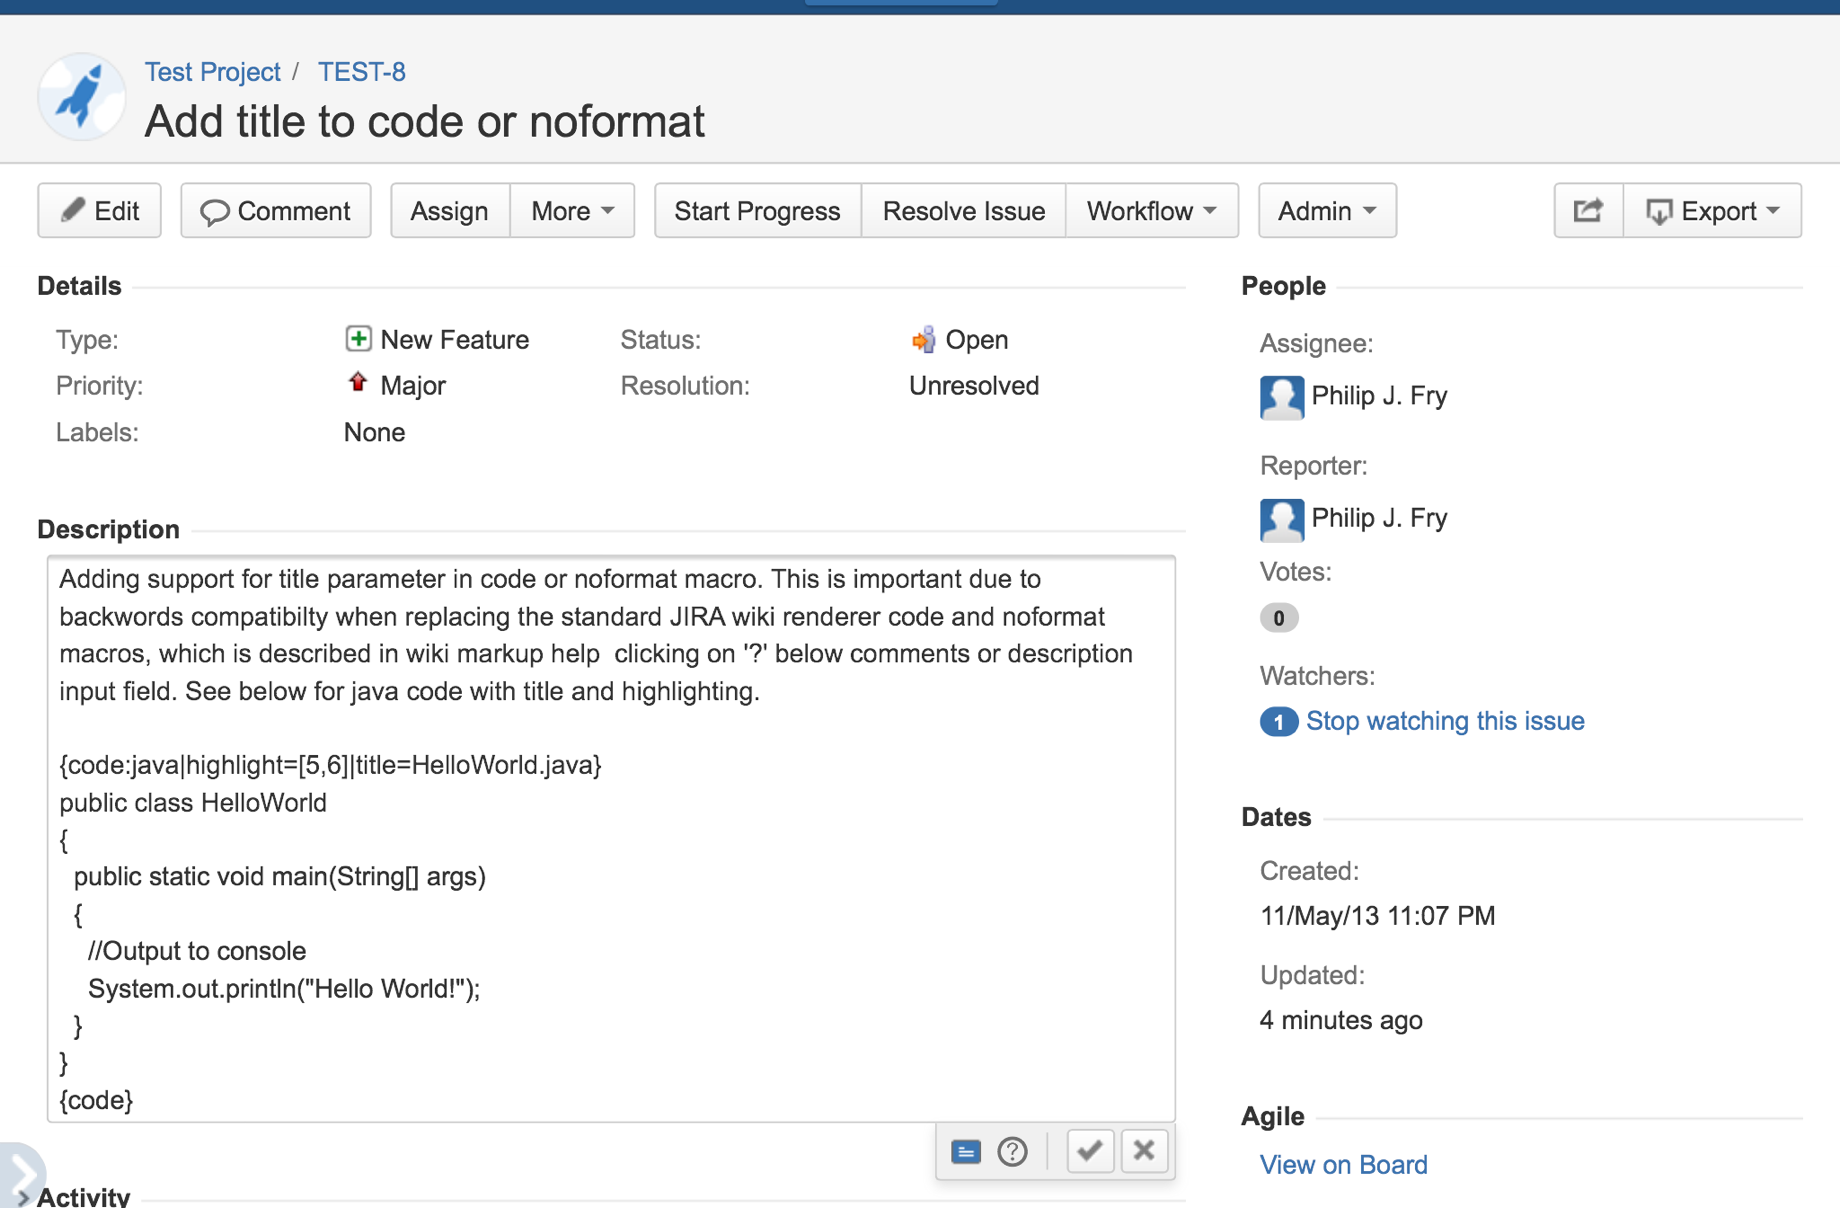 Test Project / TEST-8
Add title to code or noformat
Edit Comment Assign More Start Progress Resolve Issue Workflow Admin Export
Details
Type: New Feature Status: Open
Priority: Major Resolution: Unresolved
Labels: None
Description
Adding support for title parameter in code or noformat macro. This is important due to
backwords compatibilty when replacing the standard JIRA wiki renderer code and noformat
macros, which is described in wiki markup help  clicking on '?' below comments or description
input field. See below for java code with title and highlighting.
{code:java|highlight=[5,6]|title=HelloWorld.java}
public class HelloWorld
{
  public static void main(String[] args)
  {
    //Output to console
    System.out.println("Hello World!");
  }
}
{code}
?
Activity
People
Assignee:
Philip J. Fry
Reporter:
Philip J. Fry
Votes:
0
Watchers:
1 Stop watching this issue
Dates
Created:
11/May/13 11:07 PM
Updated:
4 minutes ago
Agile
View on Board